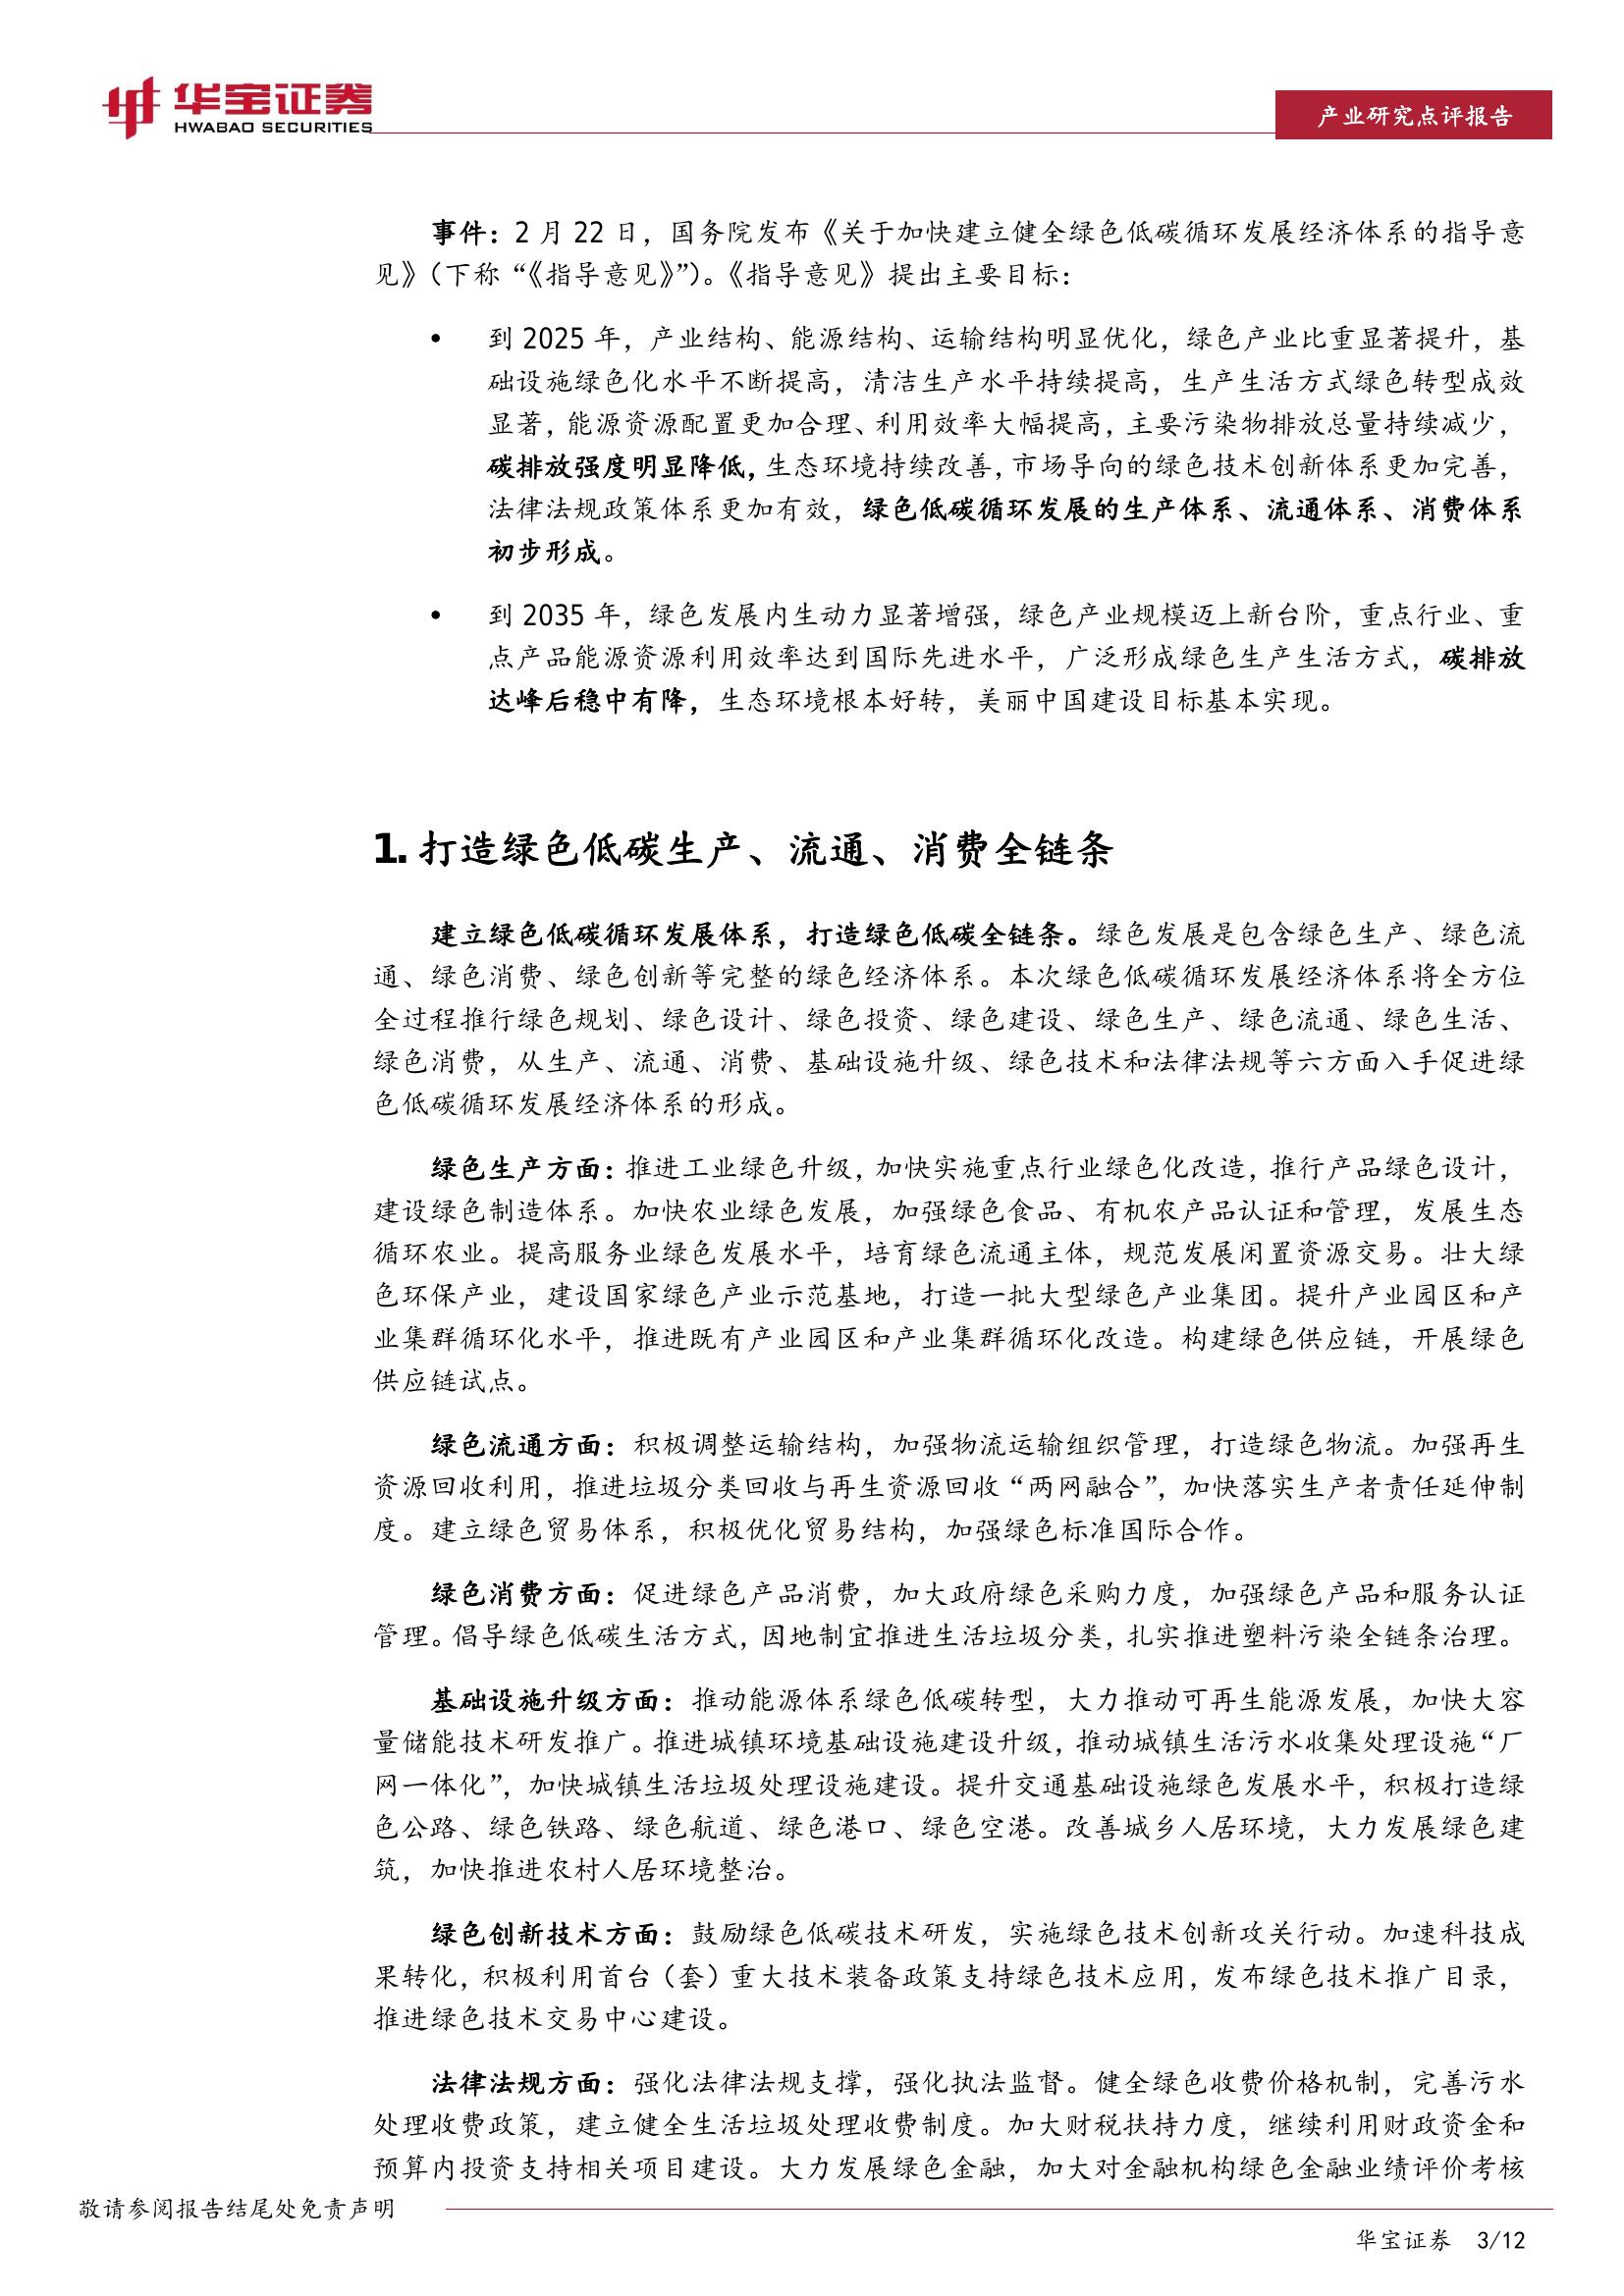 华宝证券
HWABAO SECURITIES
产业研究点评报告
事件：2 月 22 日，国务院发布《关于加快建立健全绿色低碳循环发展经济体系的指导意
见》（下称“《指导意见》”）。《指导意见》提出主要目标：
• 到 2025 年，产业结构、能源结构、运输结构明显优化，绿色产业比重显著提升，基
础设施绿色化水平不断提高，清洁生产水平持续提高，生产生活方式绿色转型成效
显著，能源资源配置更加合理、利用效率大幅提高，主要污染物排放总量持续减少，
碳排放强度明显降低，生态环境持续改善，市场导向的绿色技术创新体系更加完善，
法律法规政策体系更加有效，绿色低碳循环发展的生产体系、流通体系、消费体系
初步形成。
• 到 2035 年，绿色发展内生动力显著增强，绿色产业规模迈上新台阶，重点行业、重
点产品能源资源利用效率达到国际先进水平，广泛形成绿色生产生活方式，碳排放
达峰后稳中有降，生态环境根本好转，美丽中国建设目标基本实现。
1. 打造绿色低碳生产、流通、消费全链条
建立绿色低碳循环发展体系，打造绿色低碳全链条。绿色发展是包含绿色生产、绿色流
通、绿色消费、绿色创新等完整的绿色经济体系。本次绿色低碳循环发展经济体系将全方位
全过程推行绿色规划、绿色设计、绿色投资、绿色建设、绿色生产、绿色流通、绿色生活、
绿色消费，从生产、流通、消费、基础设施升级、绿色技术和法律法规等六方面入手促进绿
色低碳循环发展经济体系的形成。
绿色生产方面：推进工业绿色升级，加快实施重点行业绿色化改造，推行产品绿色设计，
建设绿色制造体系。加快农业绿色发展，加强绿色食品、有机农产品认证和管理，发展生态
循环农业。提高服务业绿色发展水平，培育绿色流通主体，规范发展闲置资源交易。壮大绿
色环保产业，建设国家绿色产业示范基地，打造一批大型绿色产业集团。提升产业园区和产
业集群循环化水平，推进既有产业园区和产业集群循环化改造。构建绿色供应链，开展绿色
供应链试点。
绿色流通方面：积极调整运输结构，加强物流运输组织管理，打造绿色物流。加强再生
资源回收利用，推进垃圾分类回收与再生资源回收“两网融合”，加快落实生产者责任延伸制
度。建立绿色贸易体系，积极优化贸易结构，加强绿色标准国际合作。
绿色消费方面：促进绿色产品消费，加大政府绿色采购力度，加强绿色产品和服务认证
管理。倡导绿色低碳生活方式，因地制宜推进生活垃圾分类，扎实推进塑料污染全链条治理。
基础设施升级方面：推动能源体系绿色低碳转型，大力推动可再生能源发展，加快大容
量储能技术研发推广。推进城镇环境基础设施建设升级，推动城镇生活污水收集处理设施“厂
网一体化”，加快城镇生活垃圾处理设施建设。提升交通基础设施绿色发展水平，积极打造绿
色公路、绿色铁路、绿色航道、绿色港口、绿色空港。改善城乡人居环境，大力发展绿色建
筑，加快推进农村人居环境整治。
绿色创新技术方面：鼓励绿色低碳技术研发，实施绿色技术创新攻关行动。加速科技成
果转化，积极利用首台（套）重大技术装备政策支持绿色技术应用，发布绿色技术推广目录，
推进绿色技术交易中心建设。
法律法规方面：强化法律法规支撑，强化执法监督。健全绿色收费价格机制，完善污水
处理收费政策，建立健全生活垃圾处理收费制度。加大财税扶持力度，继续利用财政资金和
预算内投资支持相关项目建设。大力发展绿色金融，加大对金融机构绿色金融业绩评价考核
敬请参阅报告结尾处免责声明
华宝证券 3/12